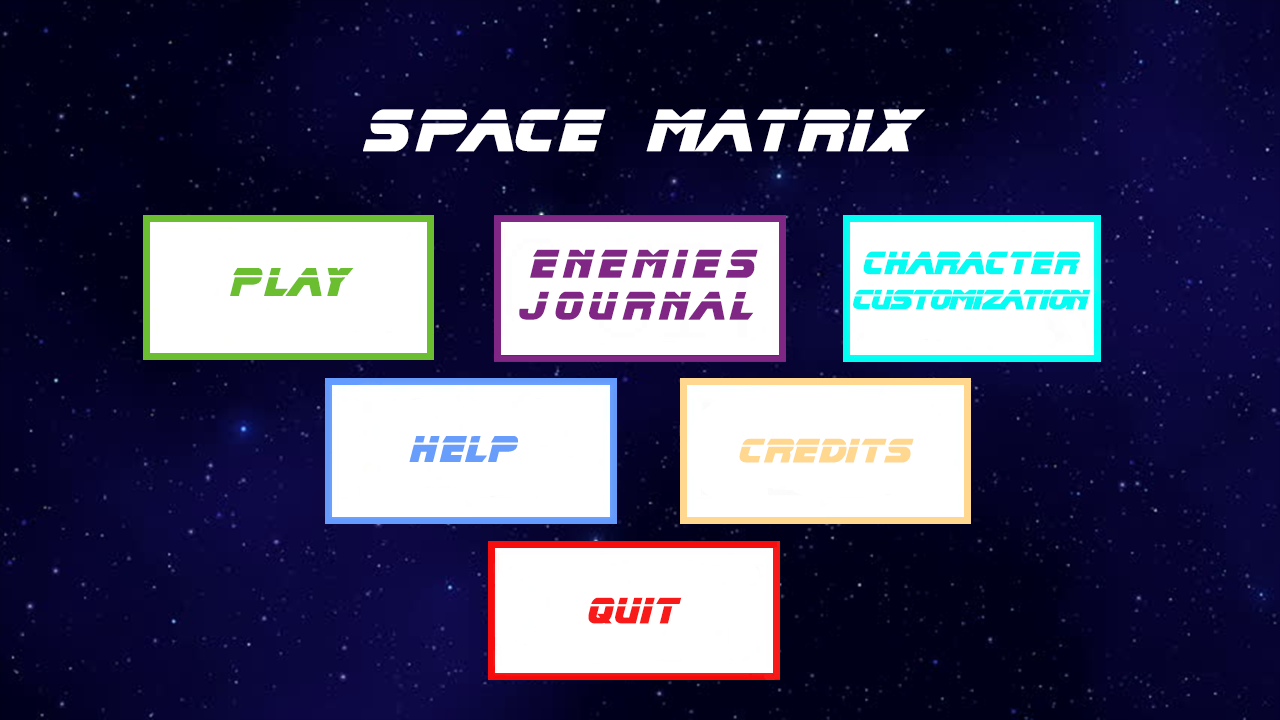 SPACE MATRIX
PLAY
ENEMIES
JOURNAL
CHARACTER
CUSTOMIZATION
HELP
CREDITS
QUIT